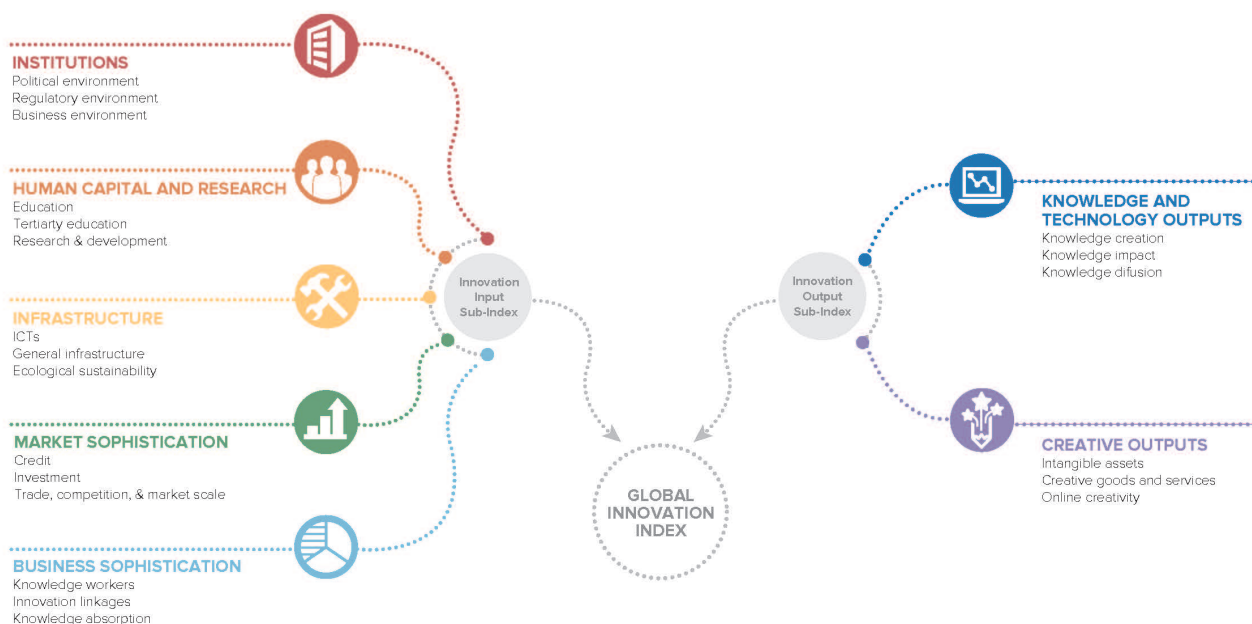 INSTITUTIONS
Political environment
Regulatory environment
Business environment
HUMAN CAPITAL AND RESEARCH
Education
Tertiarty education
Research & development
INFRASTRUCTURE
ICTs
General infrastructure
Ecological sustainability
MARKET SOPHISTICATION
Credit
Investment
Trade, competition, & market scale
BUSINESS SOPHISTICATION
Knowledge workers
Innovation linkages
Knowledge absorption
Innovation
Input
Sub-Index
Innovation
Output
Sub-Index
GLOBAL
INNOVATION
INDEX
KNOWLEDGE AND
TECHNOLOGY OUTPUTS
Knowledge creation
Knowledge impact
Knowledge difusion
CREATIVE OUTPUTS
Intangible assets
Creative goods and services
Online creativity